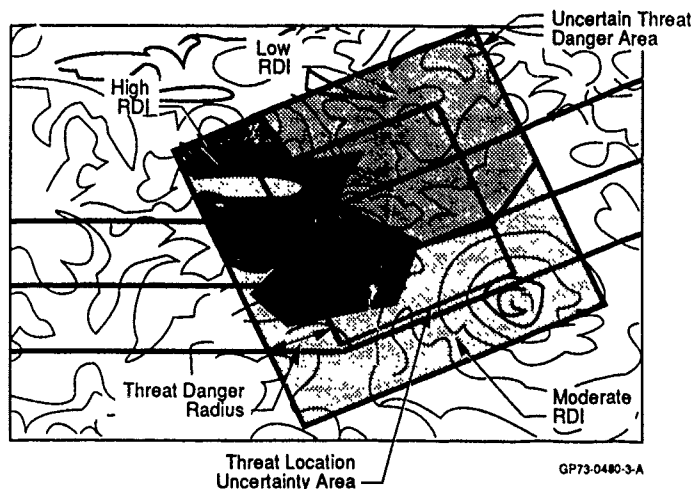 Uncertain Threat
Danger Area
Low
RDI
High
RDI
Threat Danger
Radius
Moderate
RDI
Threat Location
Uncertainty Area
GP73-0480-3-A